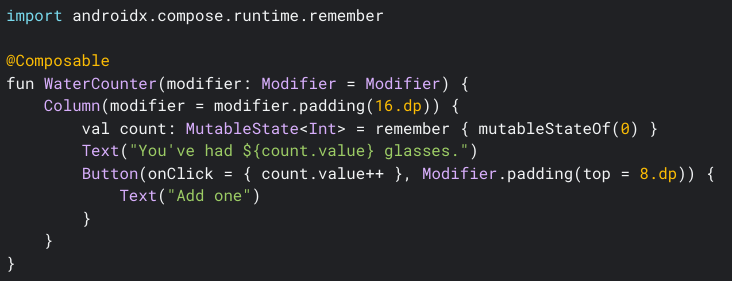 import androidx.compose.runtime.remember

@Composable
fun WaterCounter(modifier: Modifier = Modifier) {
    Column(modifier = modifier.padding(16.dp)) {
        val count: MutableState<Int> = remember { mutableStateOf(0) }
        Text("You've had ${count.value} glasses.")
        Button(onClick = { count.value++ }, Modifier.padding(top = 8.dp)) {
            Text("Add one")
        }
    }
}